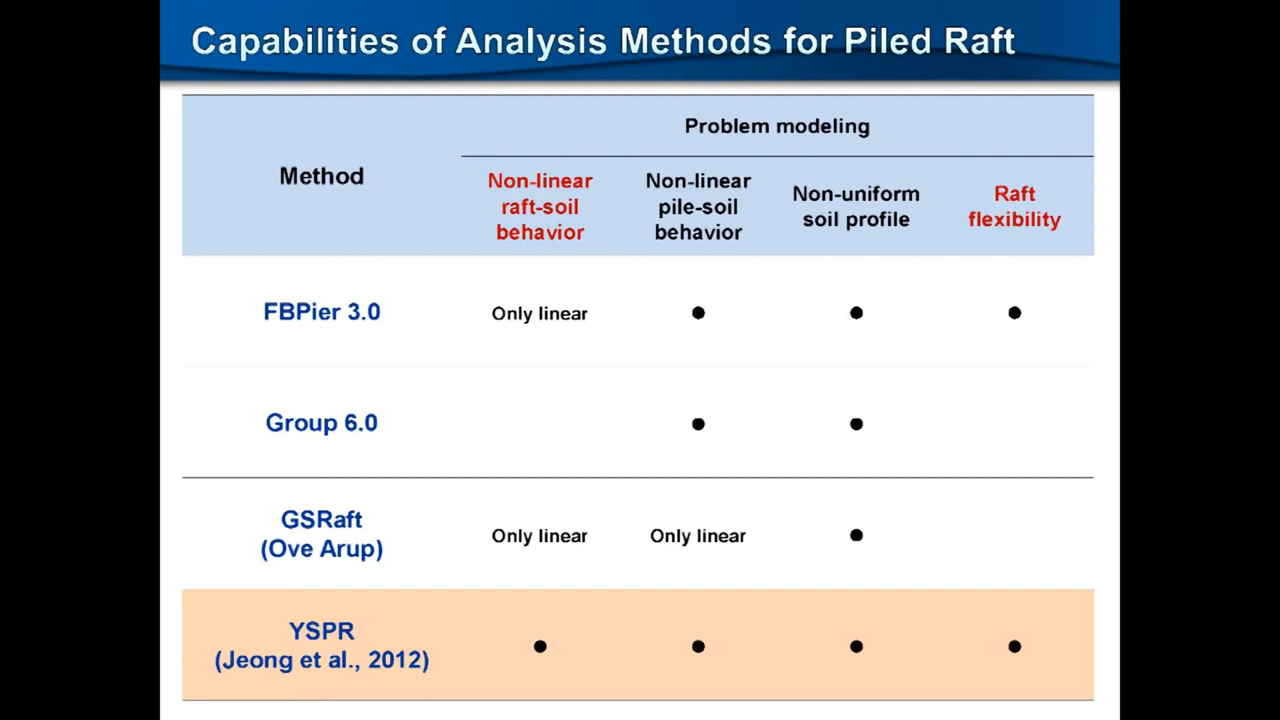 Capabilities of Analysis Methods for Piled Raft
Problem modeling
Method
Non-linear
raft-soil
behavior
Non-linear
pile-soil
behavior
Non-uniform
soil profile
Raft
flexibility
FBPier 3.0
Only linear
●
●
●
Group 6.0
●
●
GSRaft
(Ove Arup)
Only linear
Only linear
●
YSPR
(Jeong et al., 2012)
●
●
●
●